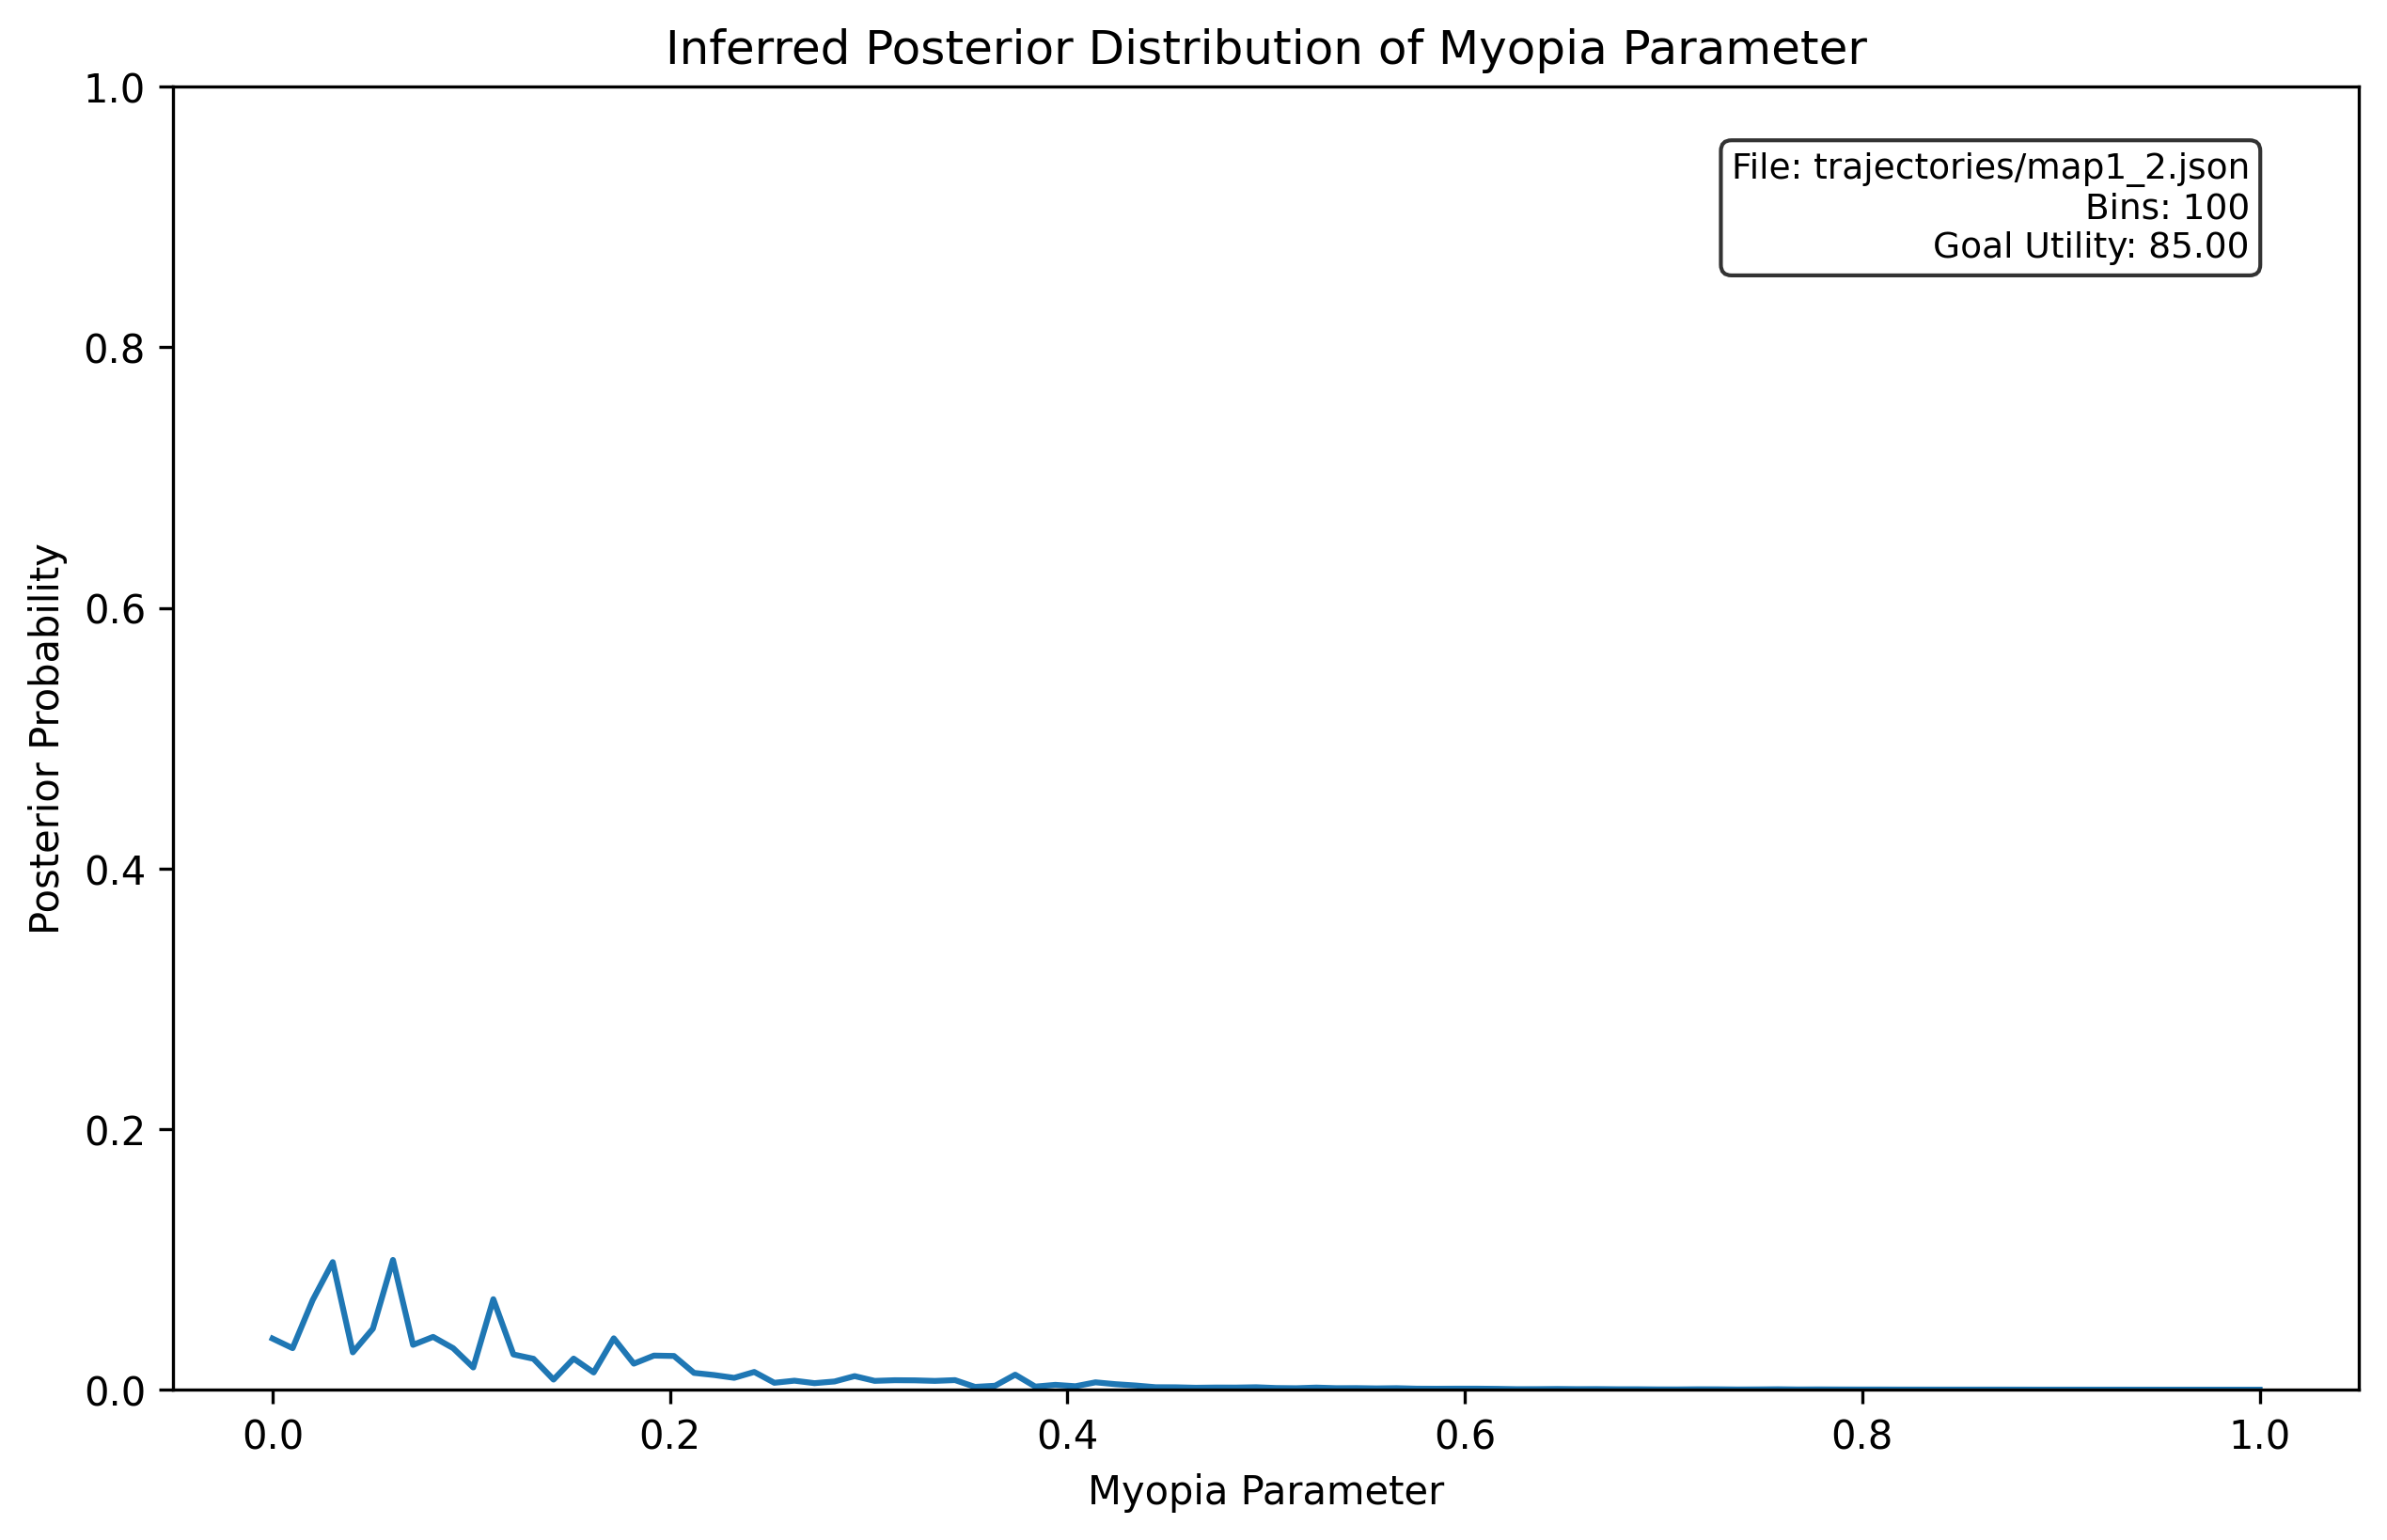 Inferred Posterior Distribution of Myopia Parameter
File: trajectories/map1_2.json
Bins: 100
Goal Utility: 85.00
Posterior Probability
1.0
0.8
0.6
0.4
0.2
0.0
0.0 0.2 0.4 0.6 0.8 1.0
Myopia Parameter